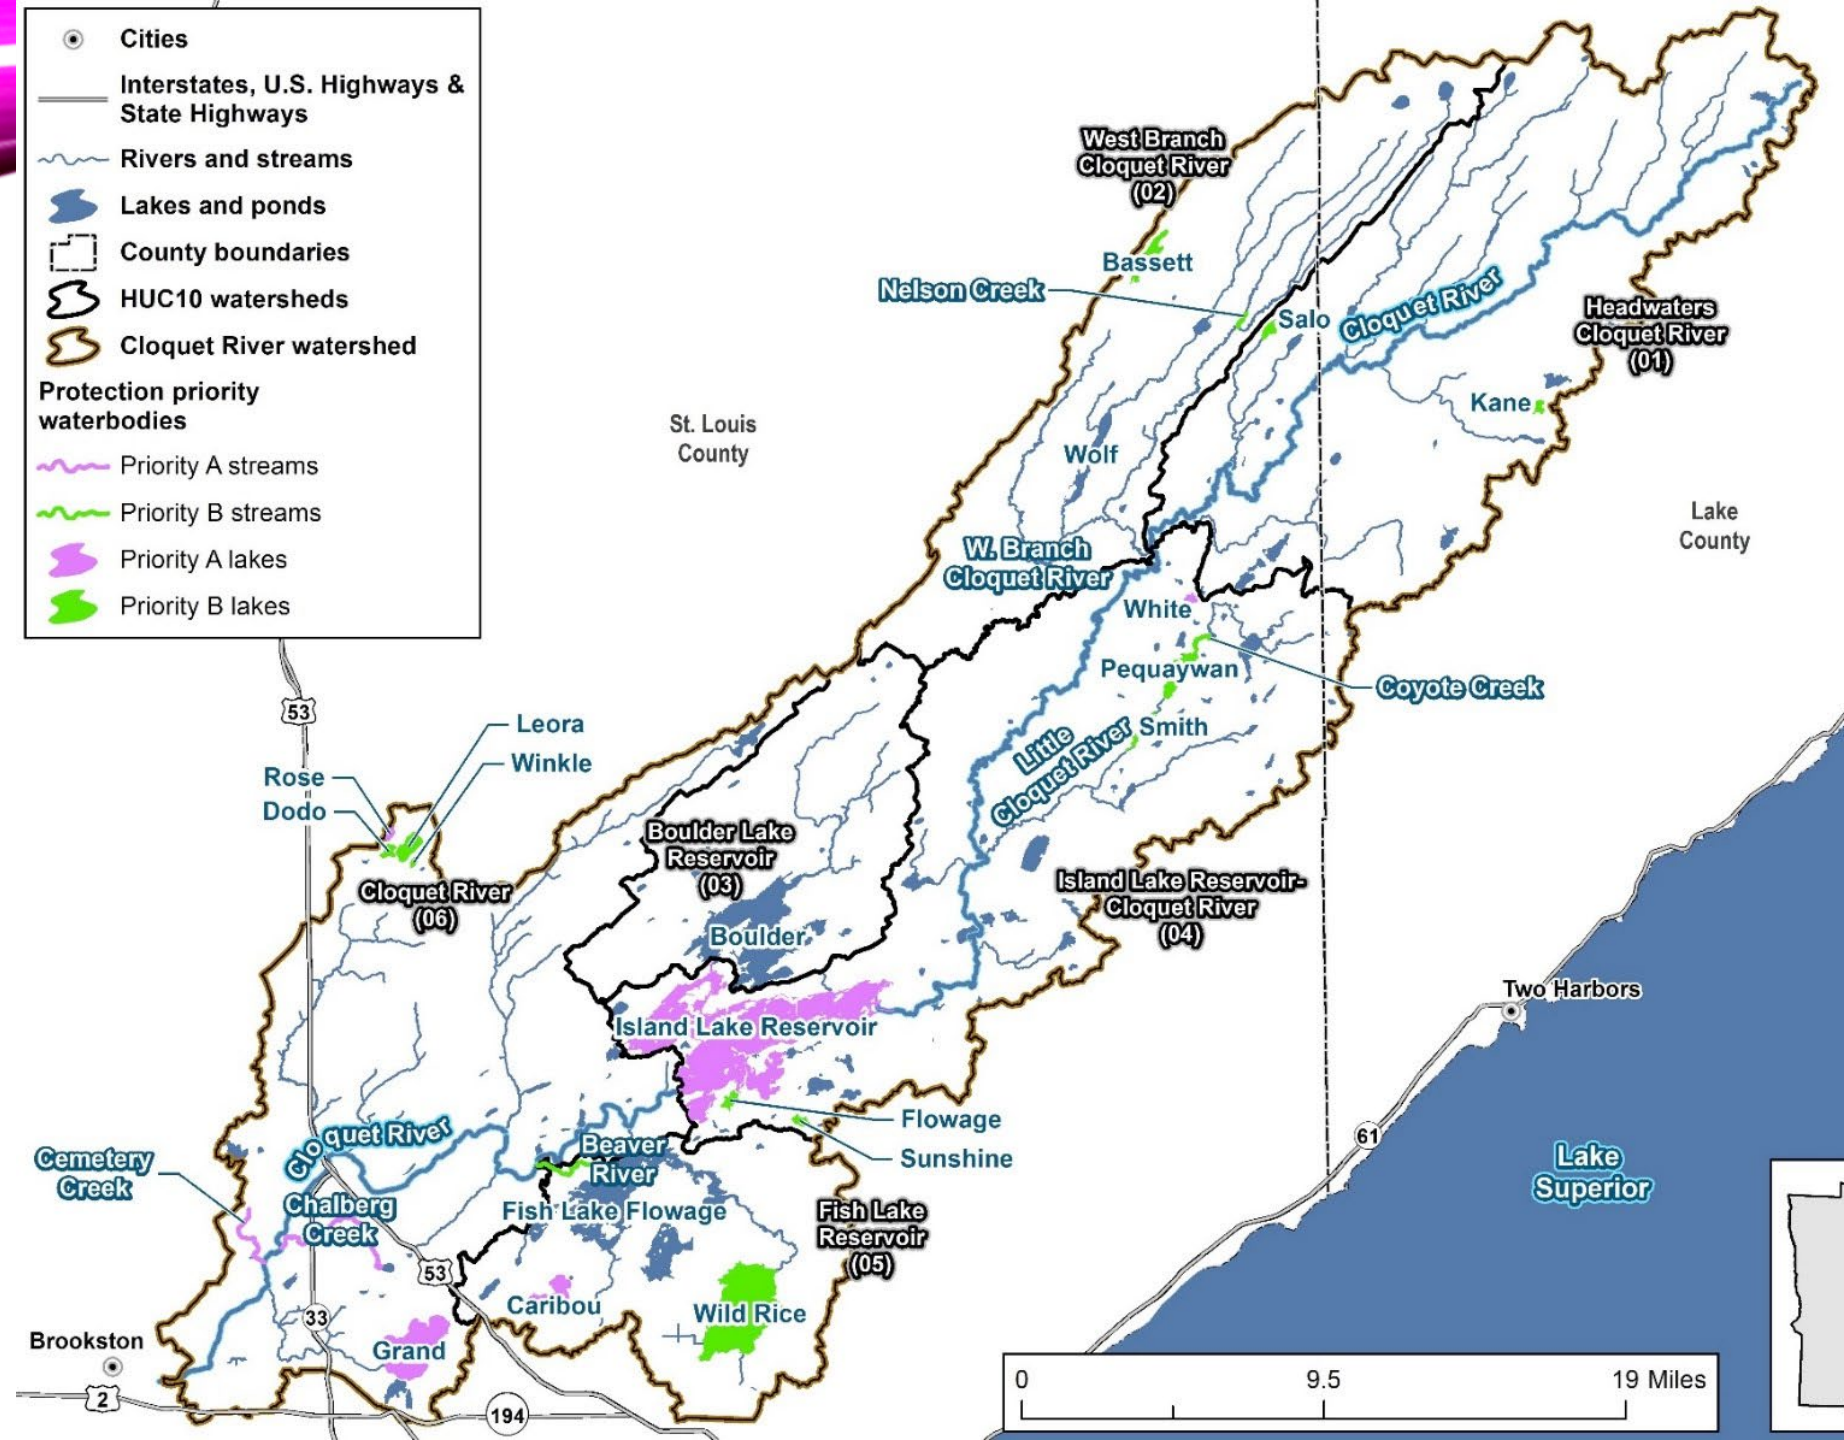 Cities
Interstates, U.S. Highways &
State Highways
Rivers and streams
Lakes and ponds
County boundaries
HUC10 watersheds
Cloquet River watershed
Protection priority
waterbodies
Priority A streams
Priority B streams
Priority A lakes
Priority B lakes
West Branch
Cloquet River
(02)
Bassett
Nelson Creek
Salo
Cloquet River
Headwaters
Cloquet River
(01)
Kane
St. Louis
County
Wolf
Lake
County
W. Branch
Cloquet River
White
Pequaywan
Coyote Creek
Smith
Little
Cloquet River
53
Leora
Winkle
Rose
Dodo
Cloquet River
(06)
Boulder Lake
Reservoir
(03)
Boulder
Island Lake Reservoir-
Cloquet River
(04)
Island Lake Reservoir
Two Harbors
Flowage
Sunshine
61
Lake
Superior
Cloquet River
Beaver
River
Cemetery
Creek
Chalberg
Creek
Fish Lake Flowage
Fish Lake
Reservoir
(05)
53
Caribou
Wild Rice
33
Grand
Brookston
2
194
0
9.5
19 Miles